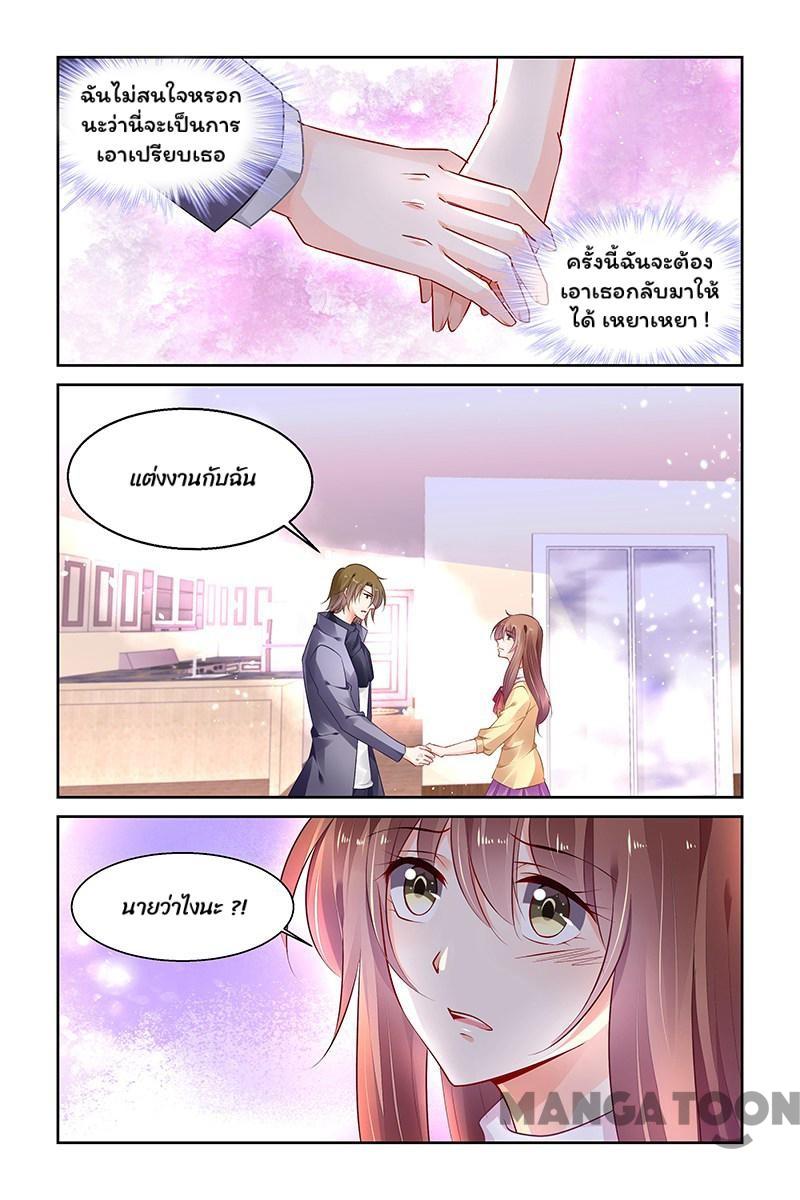 ฉันไม่สนใจหรอก
นะว่านี่จะเป็นการ
เอาเปรียบเธอ
ครั้งนี้ฉันจะต้อง
เอาเธอกลับมาให้
ได้ เหยาเหยา !
แต่งงานกับฉัน
นายว่าไงนะ ?!
MANGA TOON